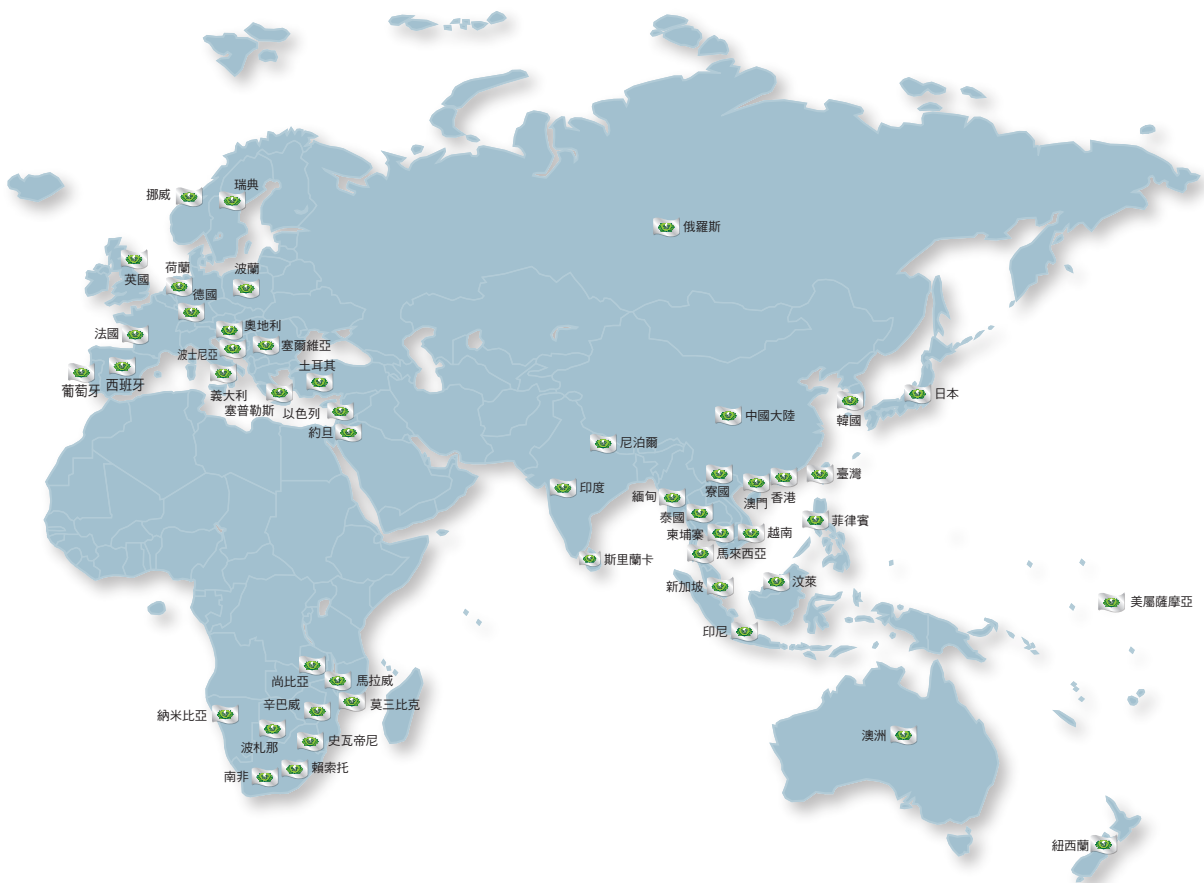 瑞典
挪威
俄羅斯
英國
荷蘭
波蘭
德國
法國
奧地利
波士尼亞
塞爾維亞
土耳其
葡萄牙
西班牙
義大利
塞普勒斯
以色列
約旦
日本
韓國
中國大陸
尼泊爾
印度
緬甸
寮國
澳門
香港
臺灣
泰國
菲律賓
柬埔寨
越南
馬來西亞
斯里蘭卡
新加坡
汶萊
美屬薩摩亞
印尼
尚比亞
馬拉威
辛巴威
莫三比克
納米比亞
波札那
史瓦帝尼
南非
賴索托
澳洲
紐西蘭